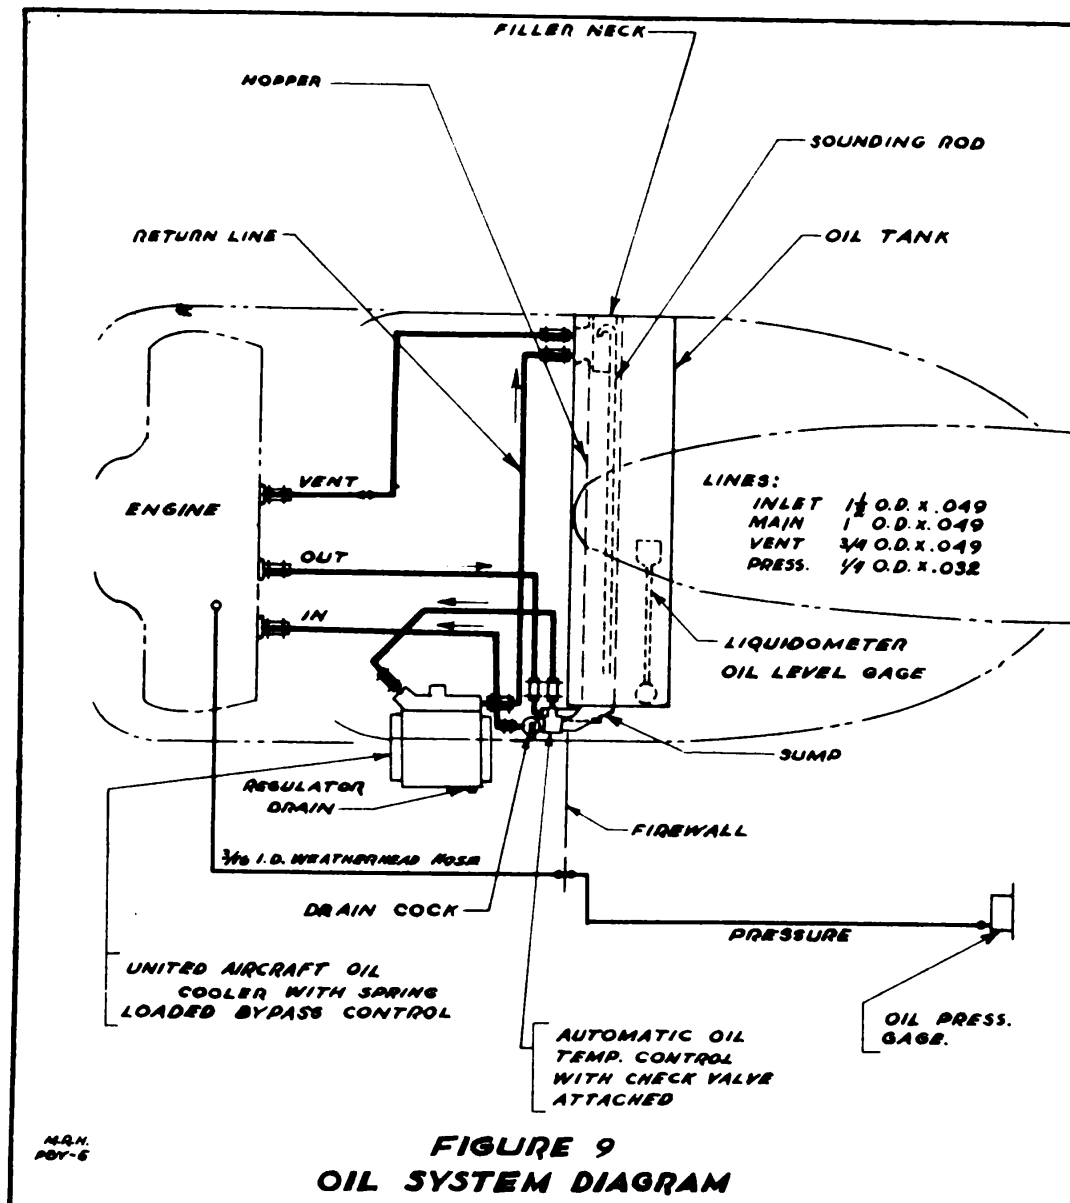 FILLER NECK
HOPPER
SOUNDING ROD
RETURN LINE
OIL TANK
VENT
ENGINE
OUT
IN
LINES:
INLET 1½ O.D. X .049
MAIN 1 O.D. X .049
VENT 3/4 O.D. X .049
PRESS. 1/4 O.D. X .032
LIQUIDOMETER
OIL LEVEL GAGE
SUMP
REGULATOR
DRAIN
FIREWALL
3/16 I.D. WEATHERHEAD HOSE
DRAIN COCK
PRESSURE
UNITED AIRCRAFT OIL
COOLER WITH SPRING
LOADED BYPASS CONTROL
OIL PRESS.
GAGE.
AUTOMATIC OIL
TEMP. CONTROL
WITH CHECK VALVE
ATTACHED
M.R.H.
PBY-6
FIGURE 9
OIL SYSTEM DIAGRAM